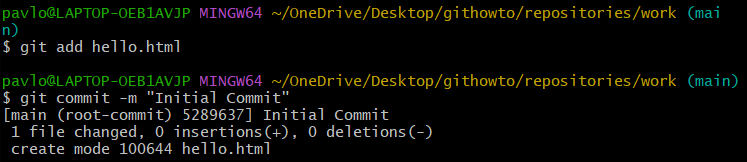 pavlo@LAPTOP-OEB1AVJP MINGW64 ~/OneDrive/Desktop/githowto/repositories/work (mai
n)
$ git add hello.html
pavlo@LAPTOP-OEB1AVJP MINGW64 ~/OneDrive/Desktop/githowto/repositories/work (main)
$ git commit -m "Initial Commit"
[main (root-commit) 5289637] Initial Commit
 1 file changed, 0 insertions(+), 0 deletions(-)
 create mode 100644 hello.html